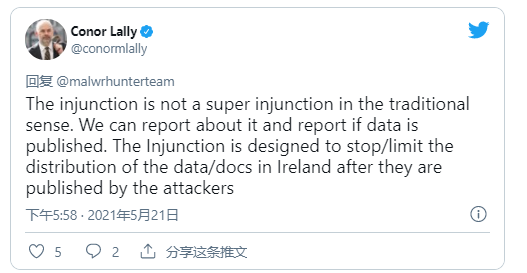 Conor Lally
@conormlally
回复 @malwrhunterteam
The injunction is not a super injunction in the traditional
sense. We can report about it and report if data is
published. The Injunction is designed to stop/limit the
distribution of the data/docs in Ireland after they are
published by the attackers
下午5:58 · 2021年5月21日
5 2 分享这条推文